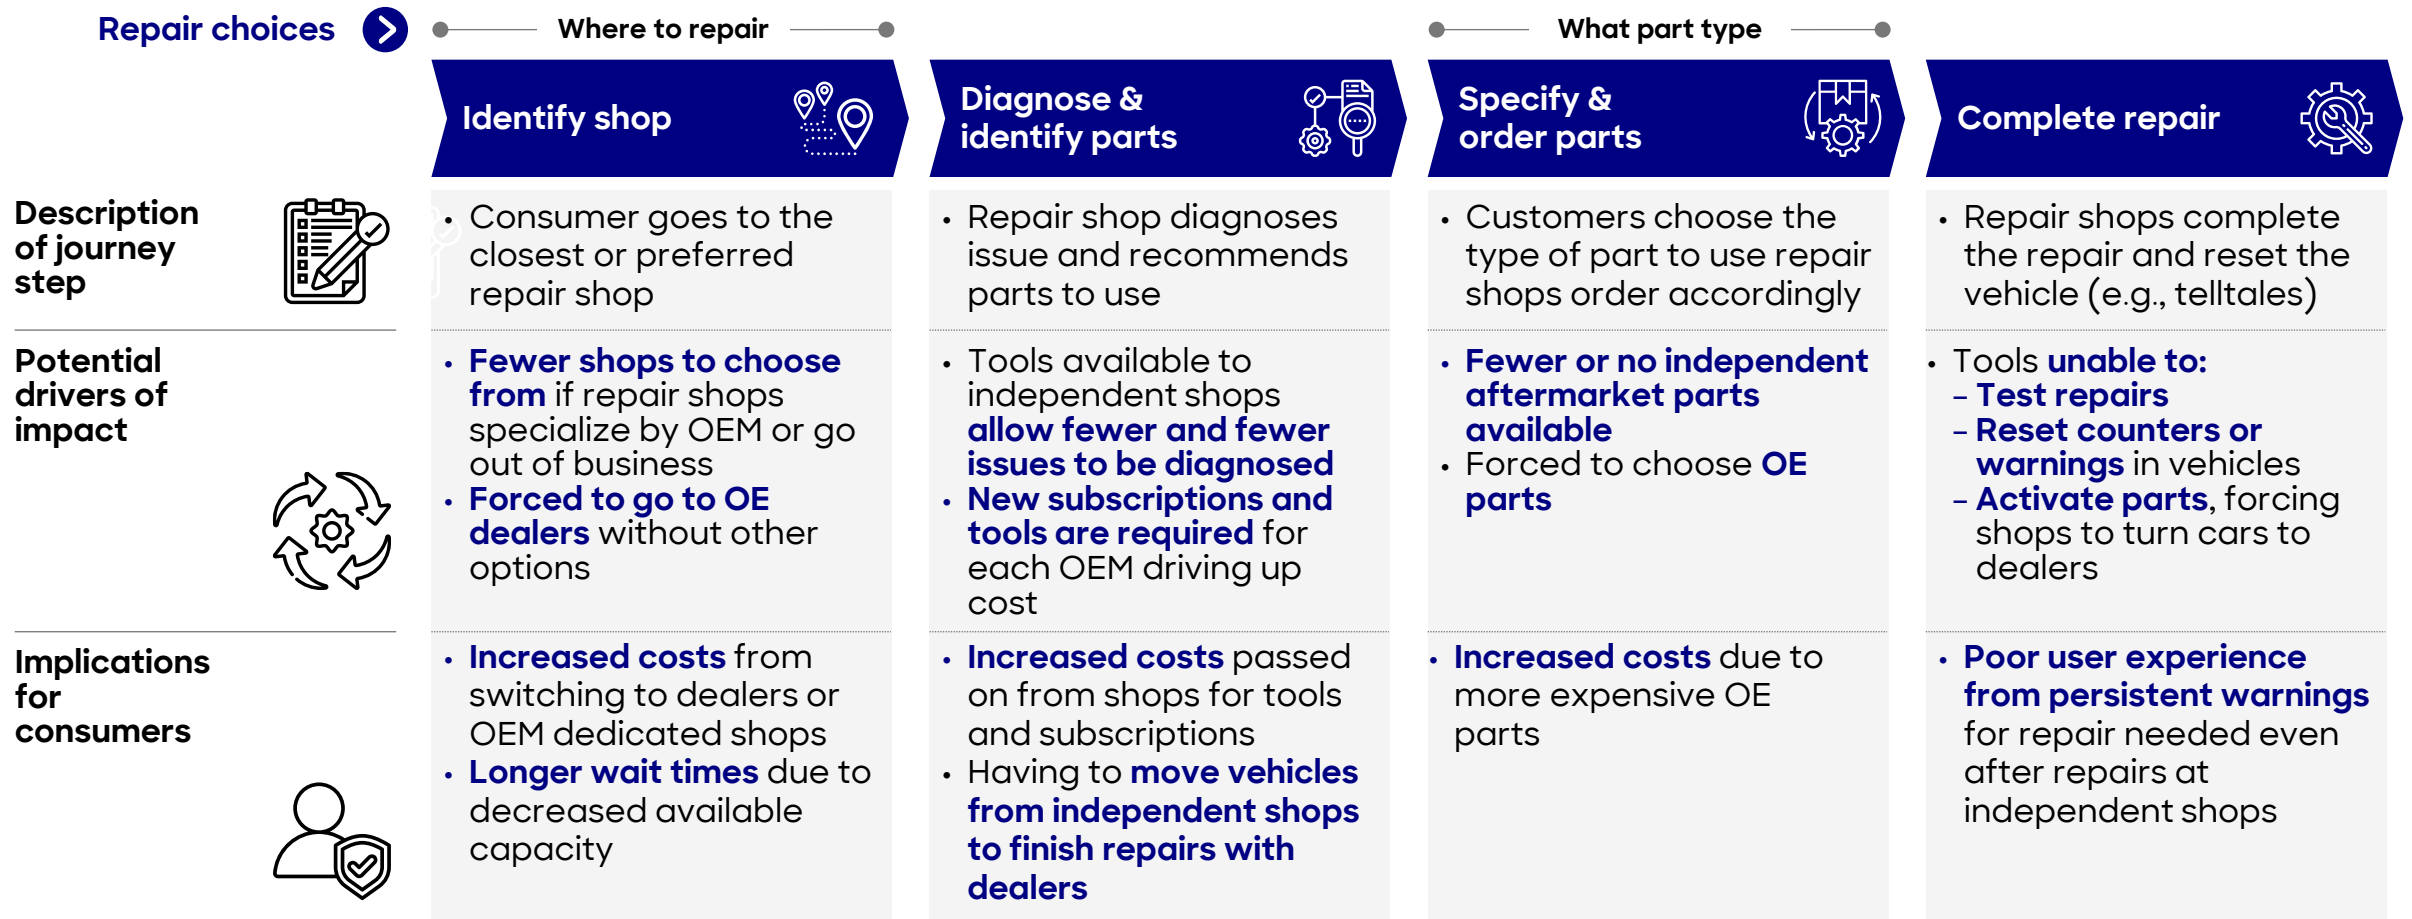 Repair choices
Where to repair
What part type
Identify shop
Diagnose &
identify parts
Specify &
order parts
Complete repair
Description
of journey
step
• Consumer goes to the
closest or preferred
repair shop
• Repair shop diagnoses
issue and recommends
parts to use
• Customers choose the
type of part to use repair
shops order accordingly
• Repair shops complete
the repair and reset the
vehicle (e.g., telltales)
Potential
drivers of
impact
• Fewer shops to choose
from if repair shops
specialize by OEM or go
out of business
• Forced to go to OE
dealers without other
options
• Tools available to
independent shops
allow fewer and fewer
issues to be diagnosed
• New subscriptions and
tools are required for
each OEM driving up
cost
• Fewer or no independent
aftermarket parts
available
• Forced to choose OE
parts
• Tools unable to:
– Test repairs
– Reset counters or
warnings in vehicles
– Activate parts, forcing
shops to turn cars to
dealers
Implications
for
consumers
• Increased costs from
switching to dealers or
OEM dedicated shops
• Longer wait times due to
decreased available
capacity
• Increased costs passed
on from shops for tools
and subscriptions
• Having to move vehicles
from independent shops
to finish repairs with
dealers
• Increased costs due to
more expensive OE
parts
• Poor user experience
from persistent warnings
for repair needed even
after repairs at
independent shops